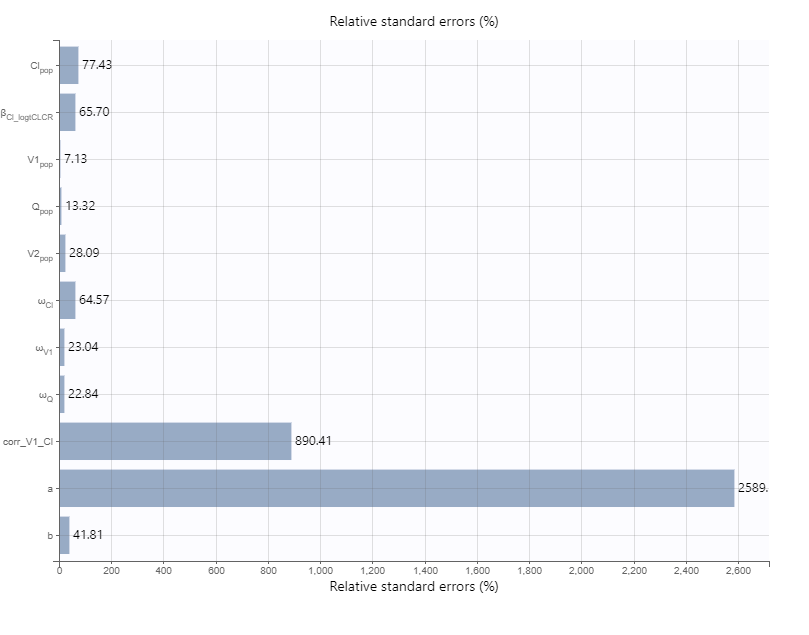 Relative standard errors (%)
Cl_pop 77.43
β_Cl_logtCLCR 65.70
V1_pop 7.13
Q_pop 13.32
V2_pop 28.09
ω_Cl 64.57
ω_V1 23.04
ω_Q 22.84
corr_V1_Cl 890.41
a 2589.
b 41.81
0 200 400 600 800 1,000 1,200 1,400 1,600 1,800 2,000 2,200 2,400 2,600
Relative standard errors (%)